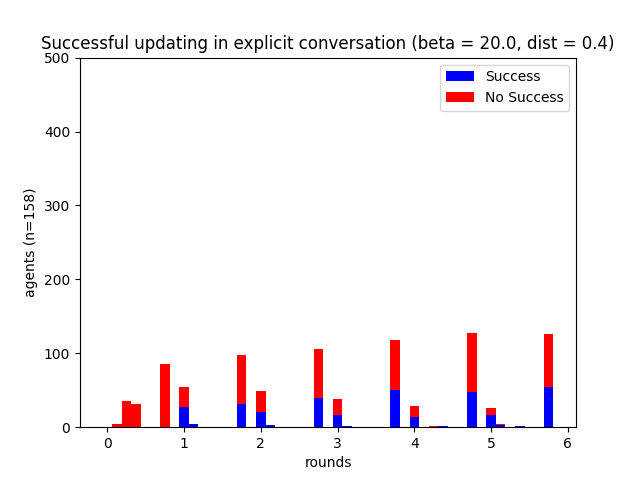 Successful updating in explicit conversation (beta = 20.0, dist = 0.4)
500
400
300
200
100
0
agents (n=158)
Success
No Success
0 1 2 3 4 5 6
rounds